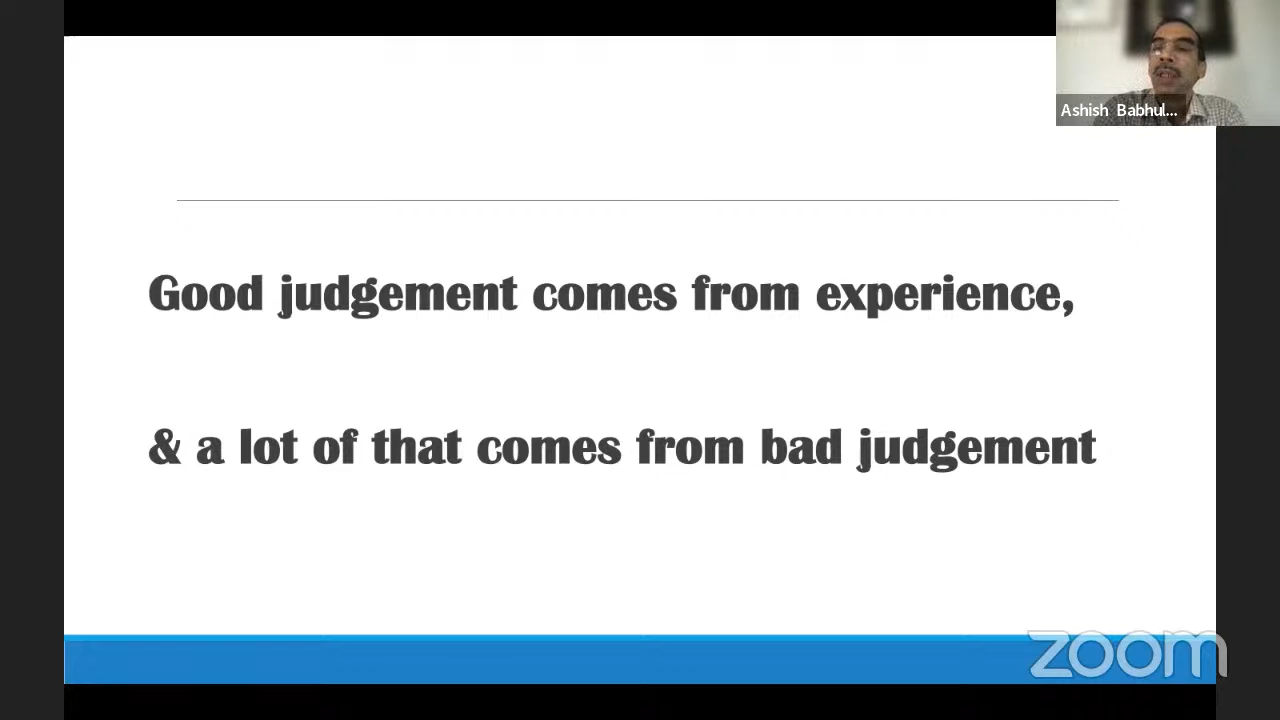 Ashish Babhul...
Good judgement comes from experience,
& a lot of that comes from bad judgement
zoom